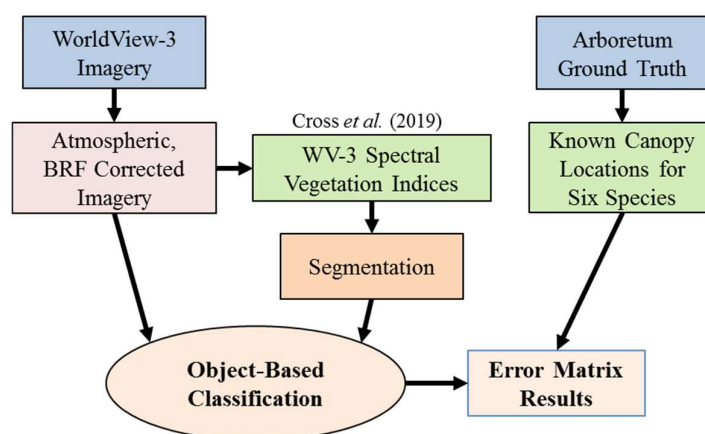 WorldView-3
Imagery
Arboretum
Ground Truth
Atmospheric,
BRF Corrected
Imagery
Cross et al. (2019)
WV-3 Spectral
Vegetation Indices
Known Canopy
Locations for
Six Species
Segmentation
Object-Based
Classification
Error Matrix
Results